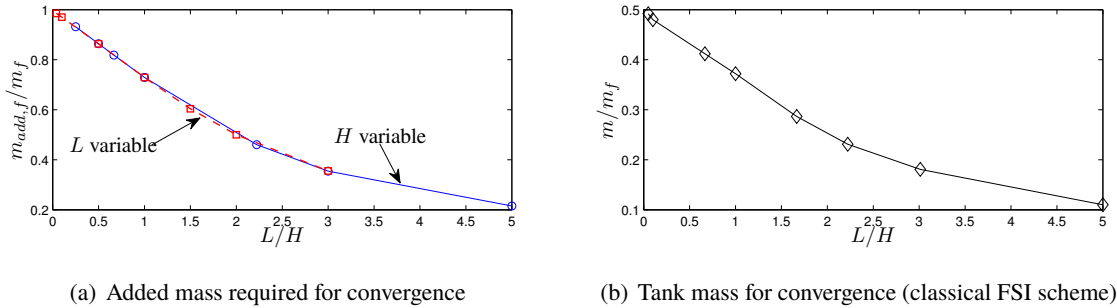 1
0.8
0.6
0.4
0.2
m_{add,f}/m_f
L variable
H variable
0 0.5 1 1.5 2 2.5 3 3.5 4 4.5 5
L/H
(a) Added mass required for convergence
0.5
0.4
0.3
0.2
0.1
m/m_f
0 0.5 1 1.5 2 2.5 3 3.5 4 4.5 5
L/H
(b) Tank mass for convergence (classical FSI scheme)